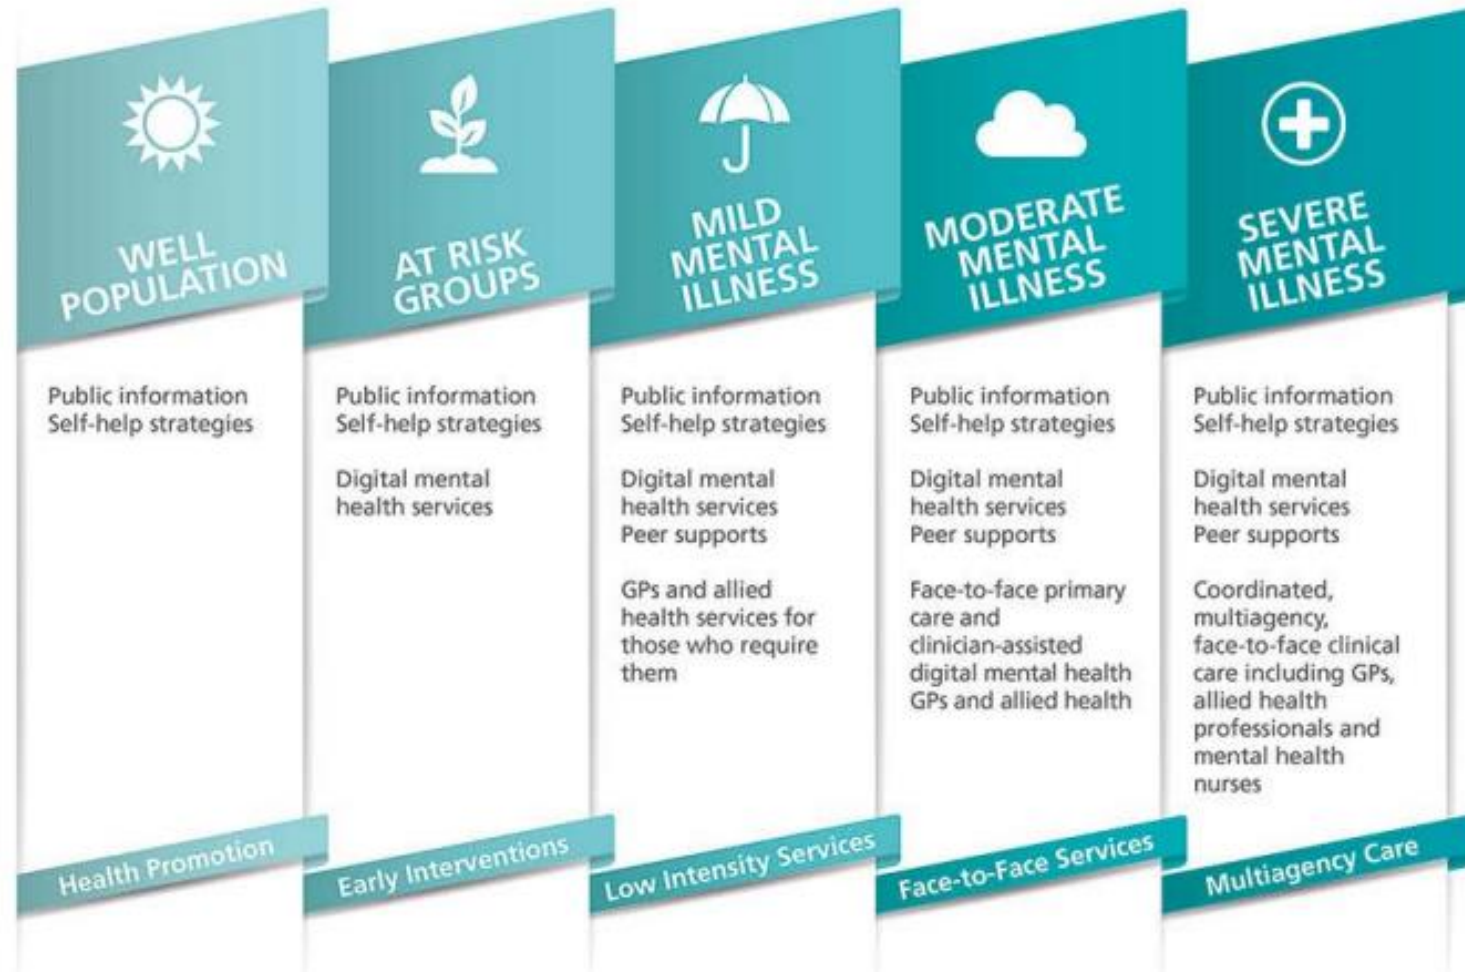 WELL
POPULATION
Public information
Self-help strategies
Health Promotion
AT RISK
GROUPS
Public information
Self-help strategies
Digital mental
health services
Early Interventions
MILD
MENTAL
ILLNESS
Public information
Self-help strategies
Digital mental
health services
Peer supports
GPs and allied
health services for
those who require
them
Low Intensity Services
MODERATE
MENTAL
ILLNESS
Public information
Self-help strategies
Digital mental
health services
Peer supports
Face-to-face primary
care and
clinician-assisted
digital mental health
GPs and allied health
Face-to-Face Services
SEVERE
MENTAL
ILLNESS
Public information
Self-help strategies
Digital mental
health services
Peer supports
Coordinated,
multiagency,
face-to-face clinical
care including GPs,
allied health
professionals and
mental health
nurses
Multiagency Care